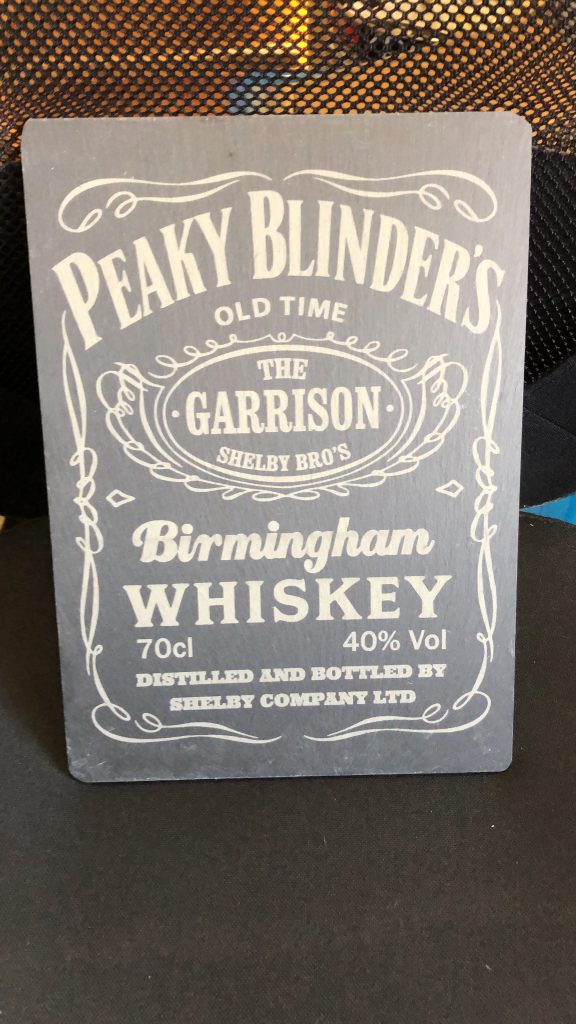 PEAKY BLINDER'S
OLD TIME
THE
·GARRISON·
SHELBY BRO'S
Birmingham
WHISKEY
70cl 40% Vol
DISTILLED AND BOTTLED BY
SHELBY COMPANY LTD